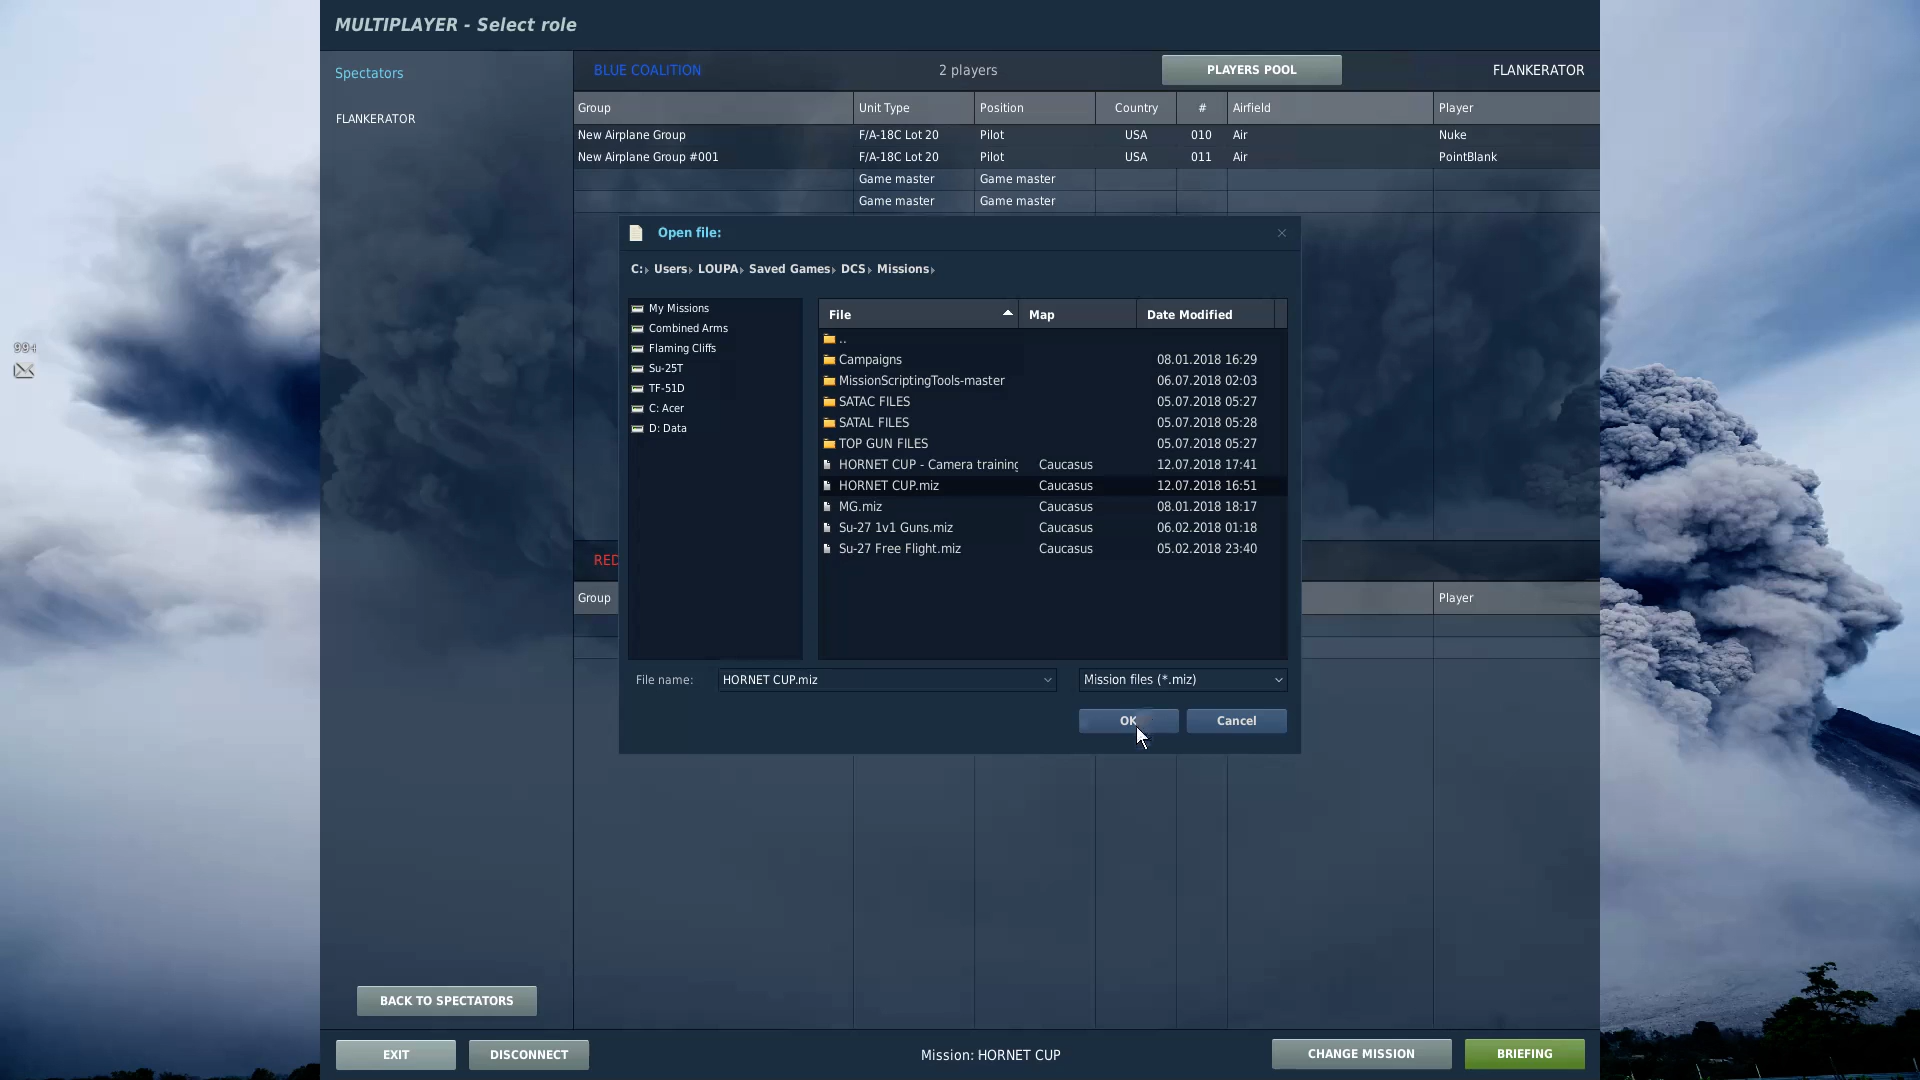 MULTIPLAYER - Select role
Spectators
FLANKERATOR
BLUE COALITION 2 players PLAYERS POOL FLANKERATOR
Group Unit Type Position Country # Airfield Player
New Airplane Group F/A-18C Lot 20 Pilot USA 010 Air Nuke
New Airplane Group #001 F/A-18C Lot 20 Pilot USA 011 Air PointBlank
Game master Game master
Game master Game master
Open file:
C: Users LOUPA Saved Games DCS Missions
My Missions
Combined Arms
Flaming Cliffs
Su-25T
TF-51D
C: Acer
D: Data
File Map Date Modified
..
Campaigns 08.01.2018 16:29
MissionScriptingTools-master 06.07.2018 02:03
SATAC FILES 05.07.2018 05:27
SATAL FILES 05.07.2018 05:28
TOP GUN FILES 05.07.2018 05:27
HORNET CUP - Camera training Caucasus 12.07.2018 17:41
HORNET CUP.miz Caucasus 12.07.2018 16:51
MG.miz Caucasus 08.01.2018 18:17
Su-27 1v1 Guns.miz Caucasus 06.02.2018 01:18
Su-27 Free Flight.miz Caucasus 05.02.2018 23:40
File name: HORNET CUP.miz Mission files (*.miz)
OK Cancel
99+
RED
Group Player
BACK TO SPECTATORS
EXIT DISCONNECT Mission: HORNET CUP CHANGE MISSION BRIEFING